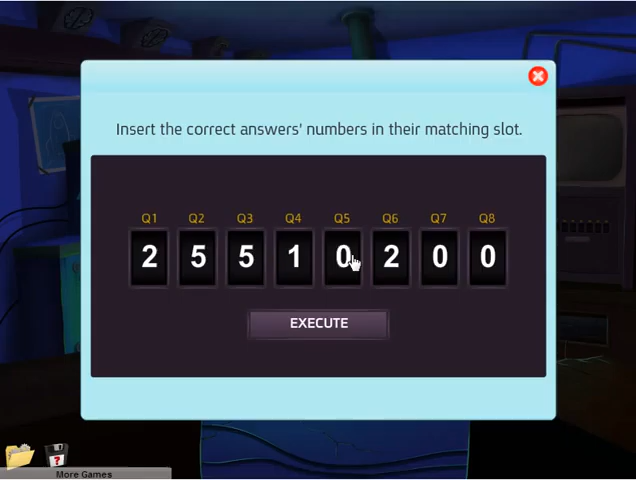 Insert the correct answers' numbers in their matching slot.
Q1 Q2 Q3 Q4 Q5 Q6 Q7 Q8
2 5 5 1 0 2 0 0
EXECUTE
?
More Games